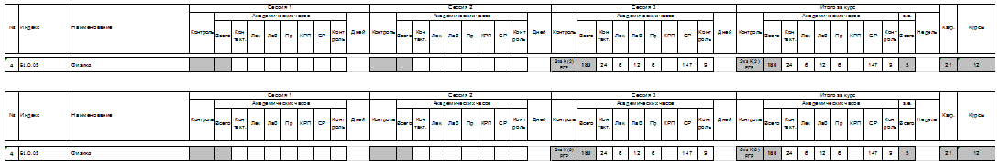 Сессия 1 Сессия 2 Сессия 3 Итого за курс
Академических часов Академических часов Академических часов Академических часов з.е.
№ Индекс Наименование Контроль Всего Кон такт. Лек Лаб Пр КРП СР Конт роль Дней Контроль Всего Кон такт. Лек Лаб Пр КРП СР Конт роль Дней Контроль Всего Кон такт. Лек Лаб Пр КРП СР Конт роль Дней Контроль Всего Кон такт. Лек Лаб Пр КРП СР Конт роль Всего Недель Каф. Курсы
4 Б1.О.05 Физика Экз К(2) РГР 180 24 6 12 6 147 9 Экз К(2) РГР 180 24 6 12 6 147 9 5 21 12
Сессия 1 Сессия 2 Сессия 3 Итого за курс
Академических часов Академических часов Академических часов Академических часов з.е.
№ Индекс Наименование Контроль Всего Кон такт. Лек Лаб Пр КРП СР Конт роль Дней Контроль Всего Кон такт. Лек Лаб Пр КРП СР Конт роль Дней Контроль Всего Кон такт. Лек Лаб Пр КРП СР Конт роль Дней Контроль Всего Кон такт. Лек Лаб Пр КРП СР Конт роль Всего Недель Каф. Курсы
4 Б1.О.05 Физика Экз К(2) РГР 180 24 6 12 6 147 9 Экз К(2) РГР 180 24 6 12 6 147 9 5 21 12